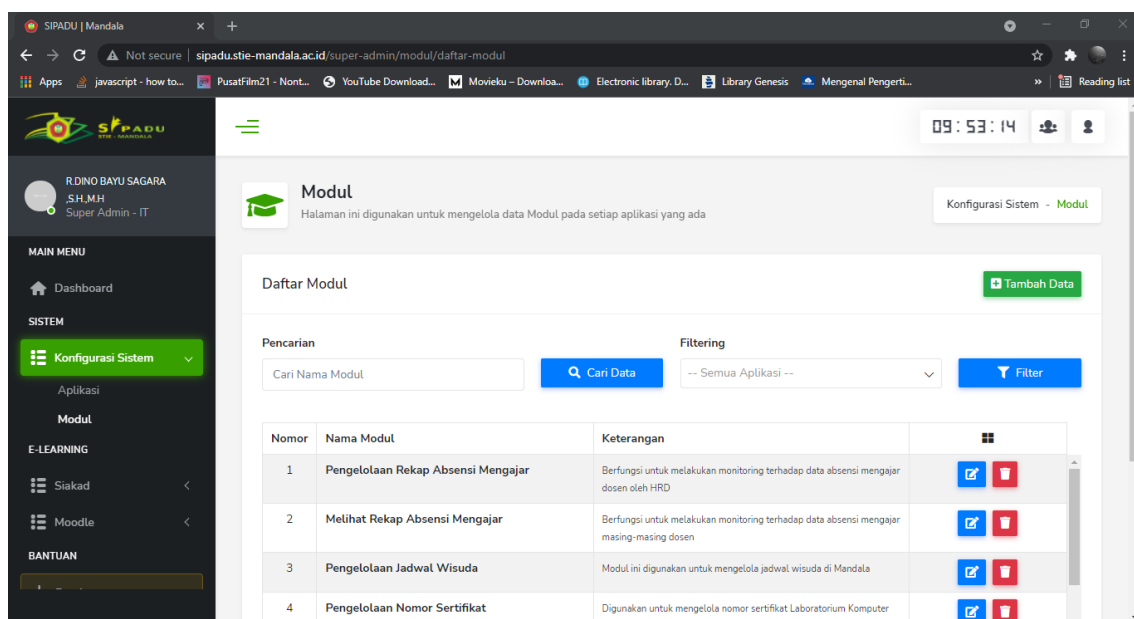 SIPADU | Mandala
Not secure | sipadu.stie-mandala.ac.id/super-admin/modul/daftar-modul
Apps javascript - how to... PusatFilm21 - Nont... YouTube Download... Movieku – Downloa... Electronic library. D... Library Genesis Mengenal Pengerti... » Reading list
SIPADU
STIE - MANDALA
09:53:14
R.DINO BAYU SAGARA
,S.H.,M.H
Super Admin - IT
Modul
Halaman ini digunakan untuk mengelola data Modul pada setiap aplikasi yang ada
Konfigurasi Sistem - Modul
MAIN MENU
Dashboard
SISTEM
Konfigurasi Sistem
Aplikasi
Modul
E-LEARNING
Siakad
Moodle
BANTUAN
Daftar Modul
Tambah Data
Pencarian
Filtering
Cari Nama Modul
Cari Data
-- Semua Aplikasi --
Filter
Nomor Nama Modul Keterangan
1 Pengelolaan Rekap Absensi Mengajar Berfungsi untuk melakukan monitoring terhadap data absensi mengajar
dosen oleh HRD
2 Melihat Rekap Absensi Mengajar Berfungsi untuk melakukan monitoring terhadap data absensi mengajar
masing-masing dosen
3 Pengelolaan Jadwal Wisuda Modul ini digunakan untuk mengelola jadwal wisuda di Mandala
4 Pengelolaan Nomor Sertifikat Digunakan untuk mengelola nomor sertifikat Laboratorium Komputer